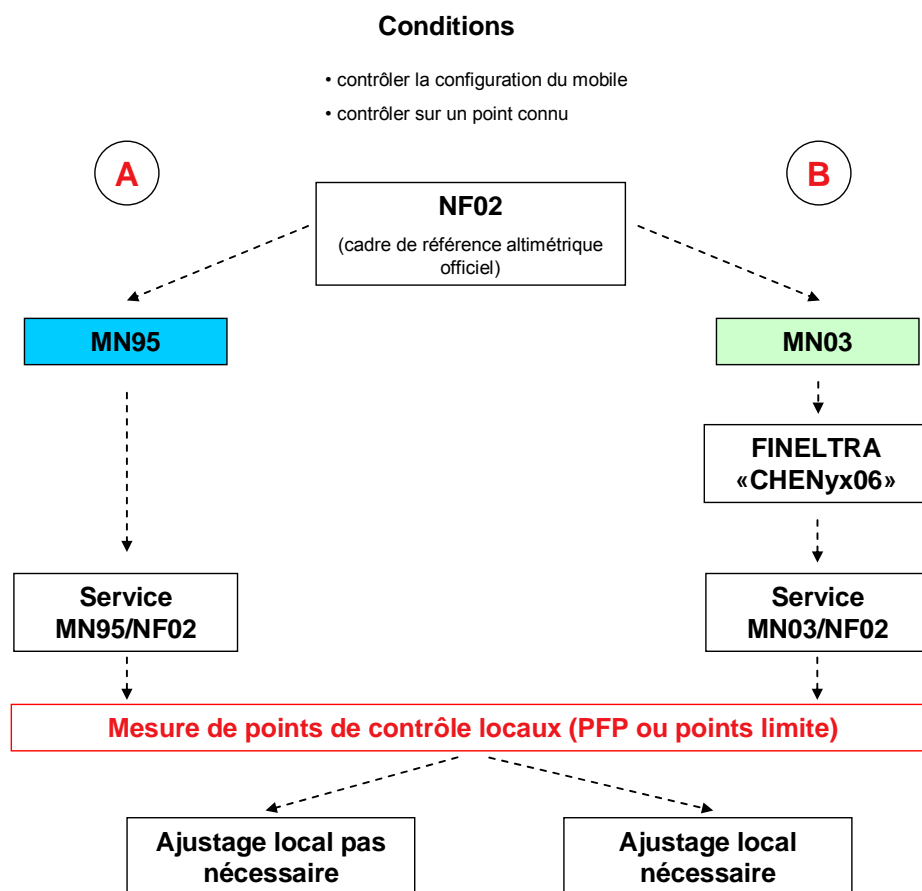 Conditions
• contrôler la configuration du mobile
• contrôler sur un point connu
A
B
NF02
(cadre de référence altimétrique
officiel)
MN95
MN03
FINELTRA
«CHENyx06»
Service
MN95/NF02
Service
MN03/NF02
Mesure de points de contrôle locaux (PFP ou points limite)
Ajustage local pas
nécessaire
Ajustage local
nécessaire